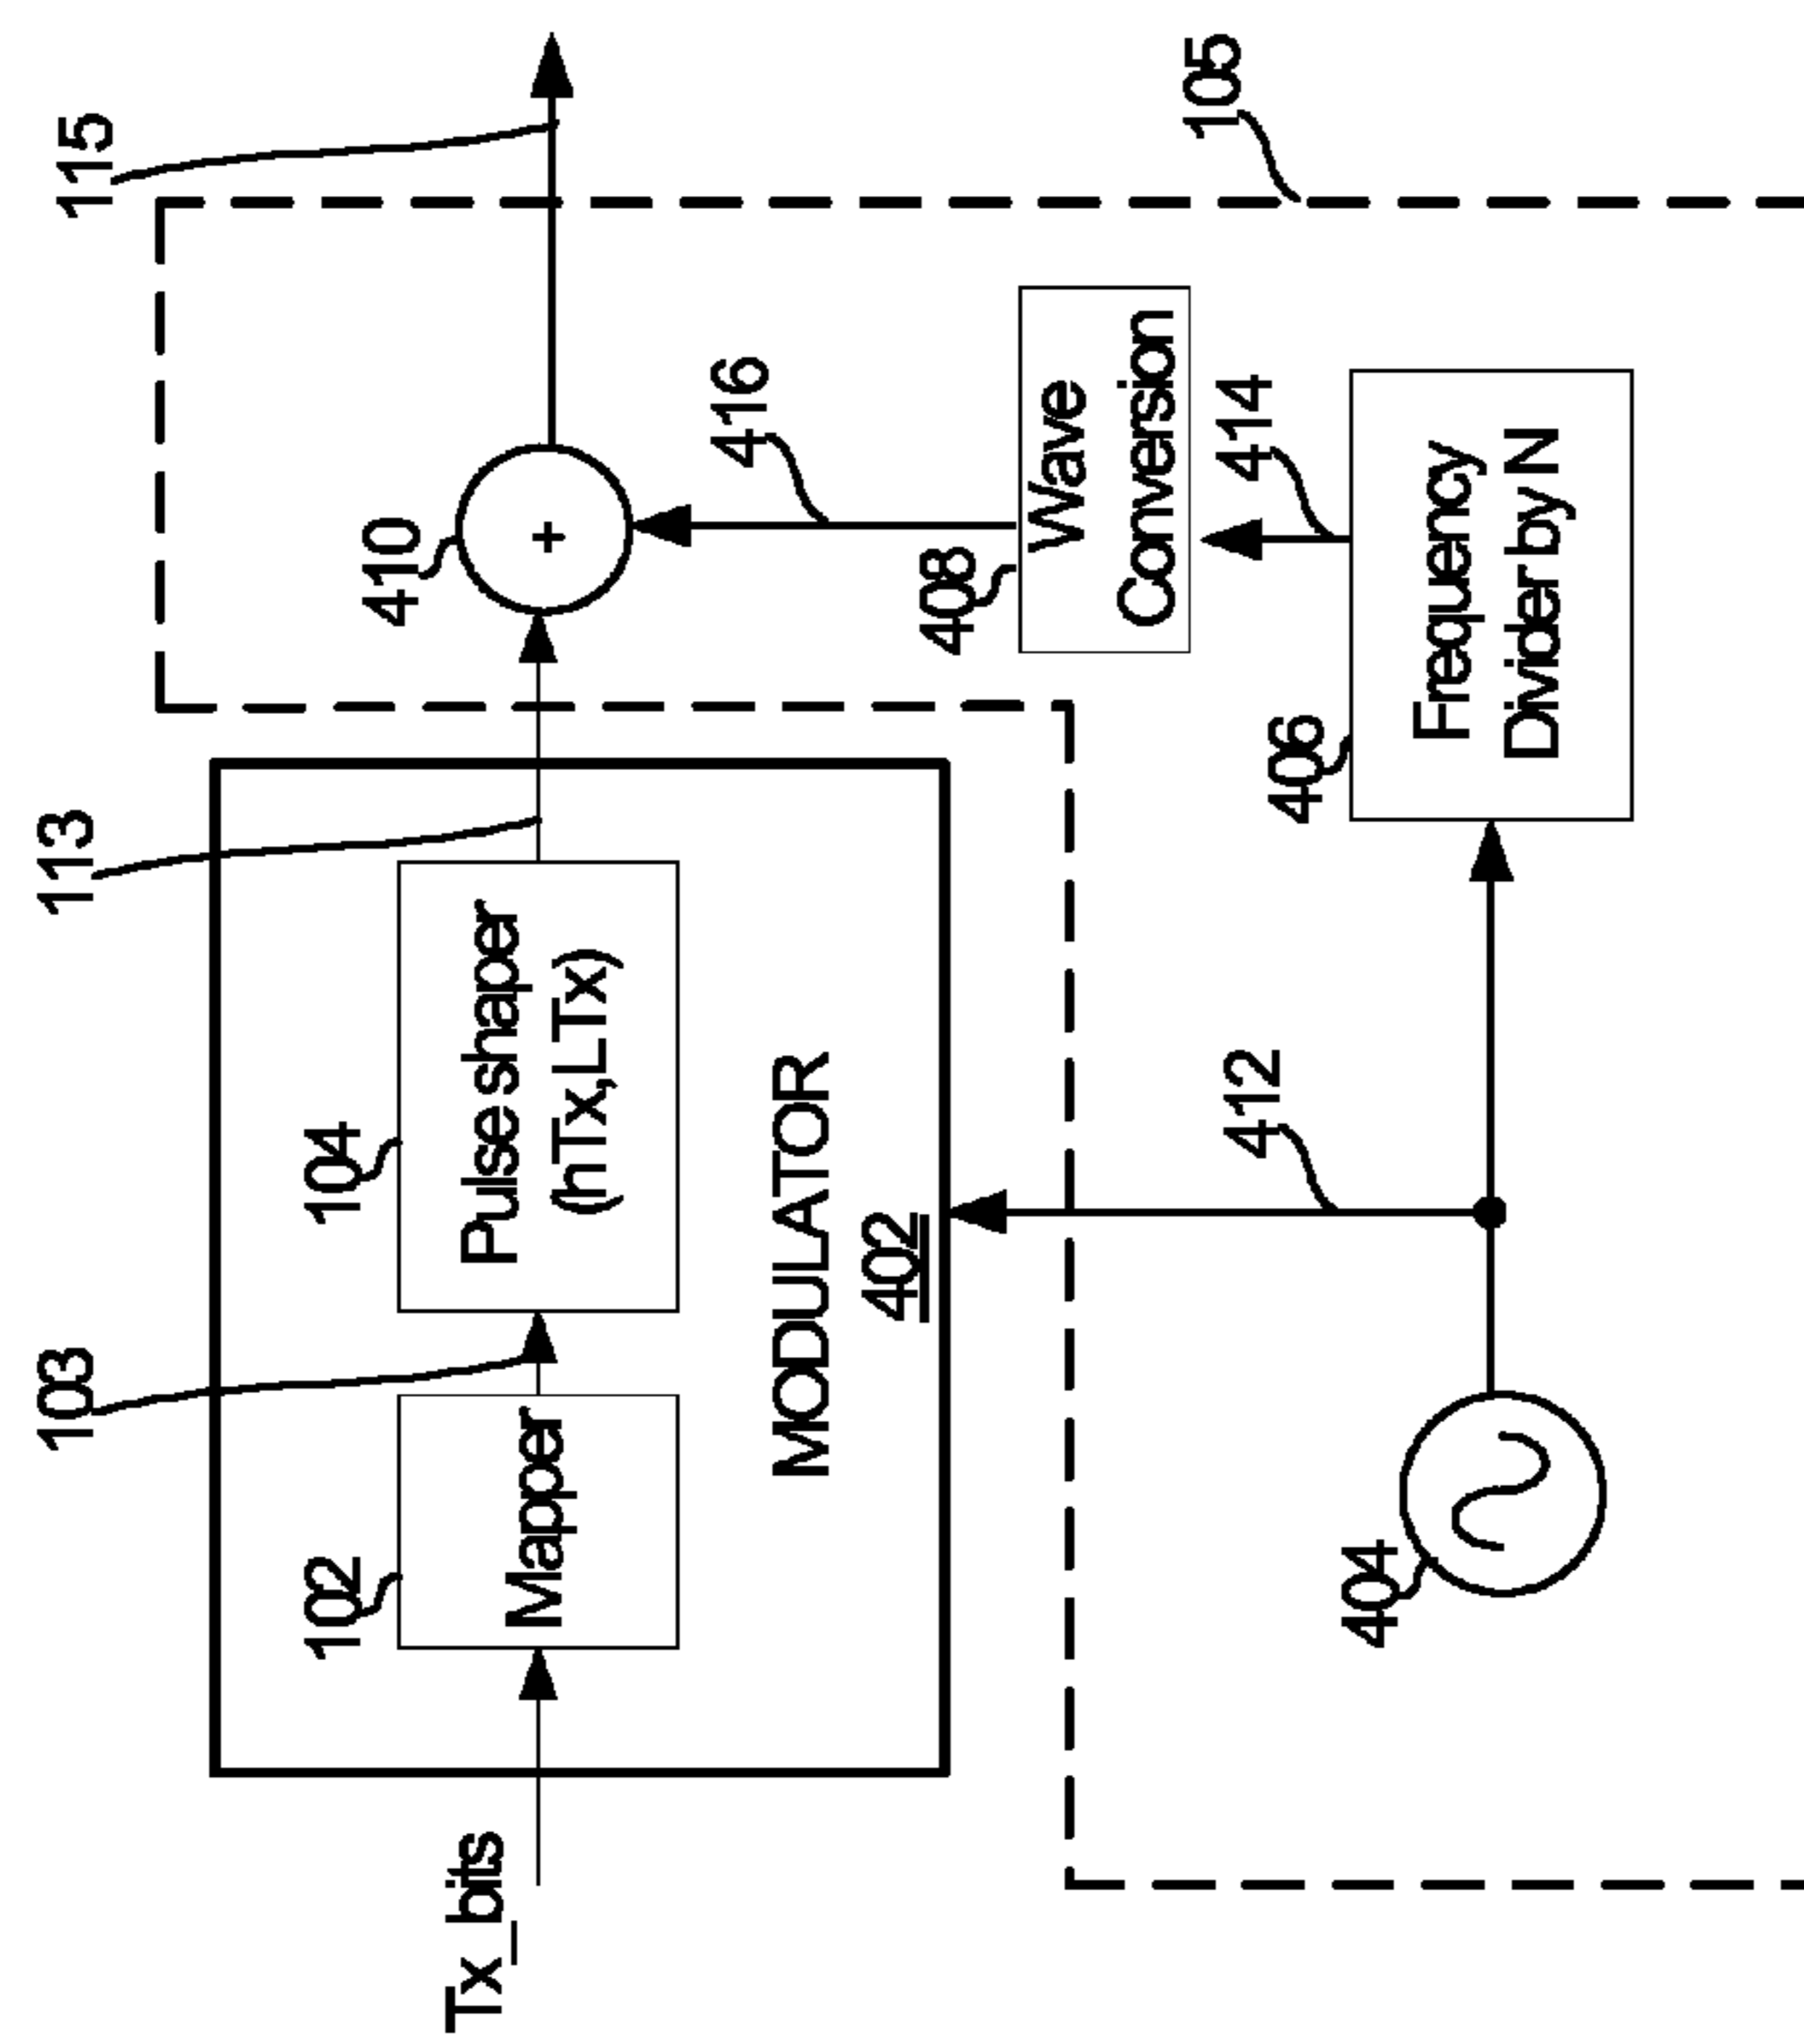 103
113
115
102
Mapper
104
Pulse shaper
(hTx,LTx)
410
Tx_bits
MODULATOR
402
416
408
Wave
Conversion
105
412
414
404
406
Frequency
Divider by N
+